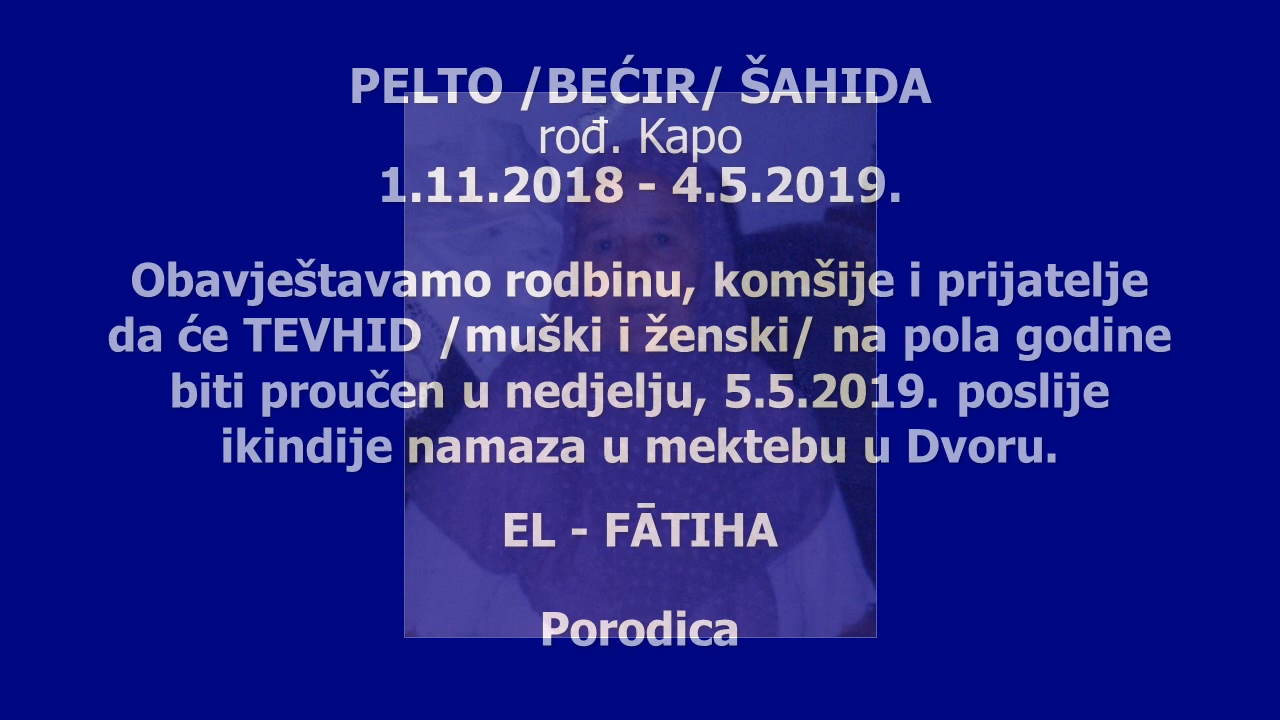 PELTO /BEĆIR/ ŠAHIDA
rođ. Kapo
1.11.2018 - 4.5.2019.
Obavještavamo rodbinu, komšije i prijatelje
da će TEVHID /muški i ženski/ na pola godine
biti proučen u nedjelju, 5.5.2019. poslije
ikindije namaza u mektebu u Dvoru.
EL - FĀTIHA
Porodica